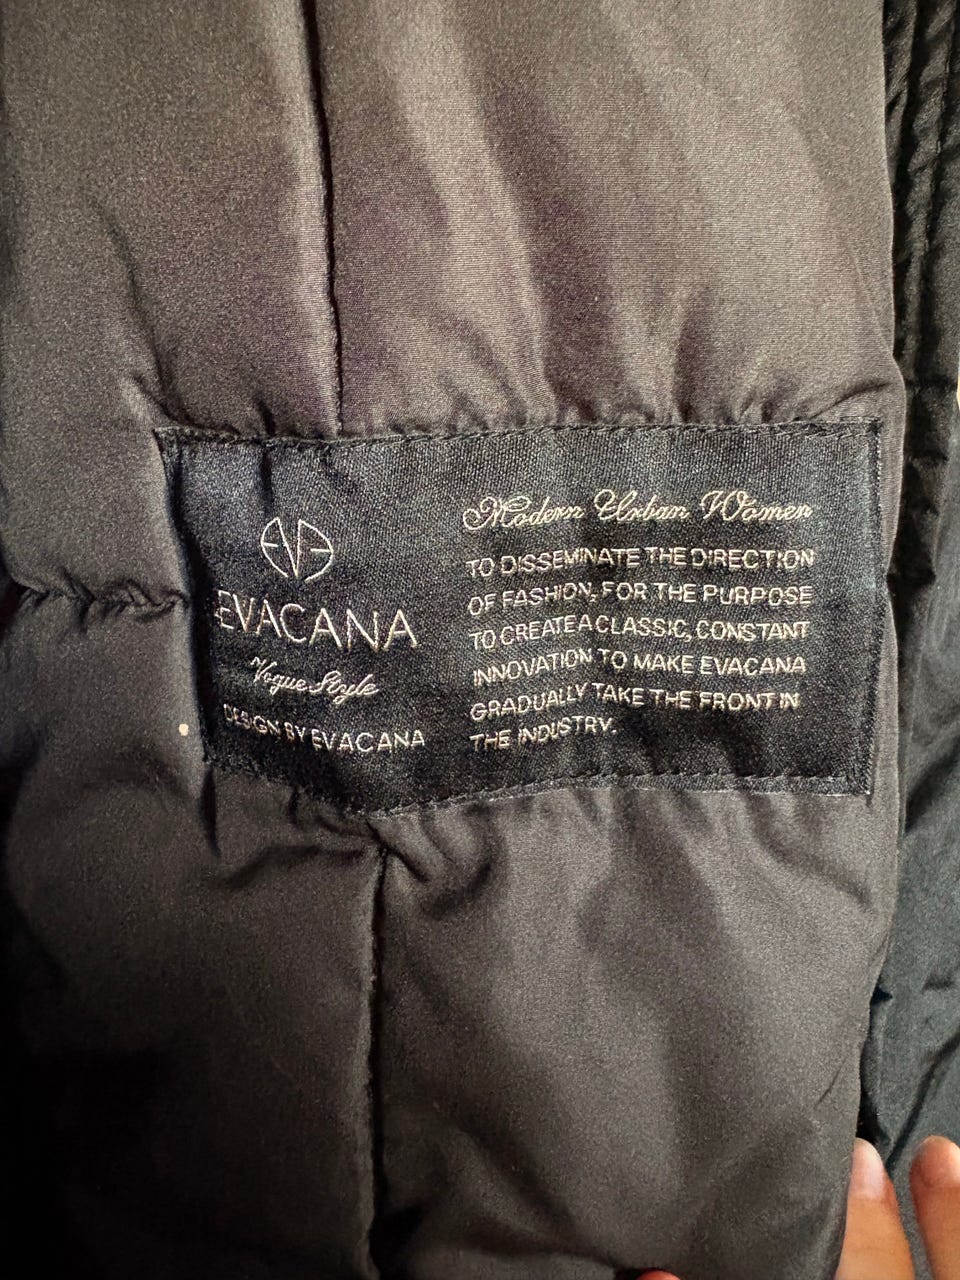 EVACANA
Vogue Style
DESIGN BY EVACANA
Modern Urban Women
TO DISSEMINATE THE DIRECTION
OF FASHION, FOR THE PURPOSE
TO CREATE A CLASSIC, CONSTANT
INNOVATION TO MAKE EVACANA
GRADUALLY TAKE THE FRONT IN
THE INDUSTRY.